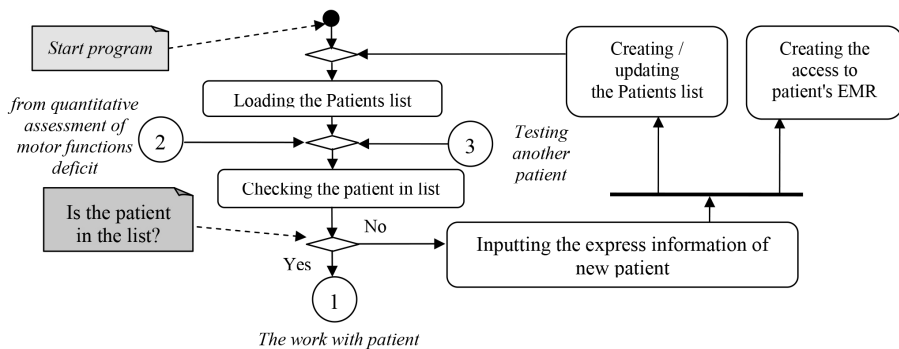 Start program
Creating /
updating
the Patients list
Creating the
access to
patient's EMR
Loading the Patients list
from quantitative
assessment of
motor functions
deficit
2
3
Testing
another
patient
Checking the patient in list
Is the patient
in the list?
No
Yes
Inputting the express information of
new patient
1
The work with patient